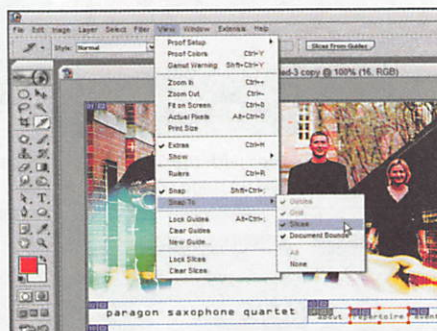 File Edit Image Layer Select Filter View Window Extensis Help
Style: Normal
Slices From Guides
ad-3 copy @ 100% (16, RGB)
Proof Setup
Proof Colors Ctrl+Y
Gamut Warning Shift+Ctrl+Y
Zoom In Ctrl++
Zoom Out Ctrl+-
Fit on Screen Ctrl+0
Actual Pixels Alt+Ctrl+0
Print Size
Extras Ctrl+H
Show
Rulers Ctrl+R
Snap Shift+Ctrl+;
Snap To
Guides
Grid
Slices
Document Bounds
All
None
Lock Guides Alt+Ctrl+;
Clear Guides
New Guide...
Lock Slices
Clear Slices
paragon saxophone quartet
about repertoire event